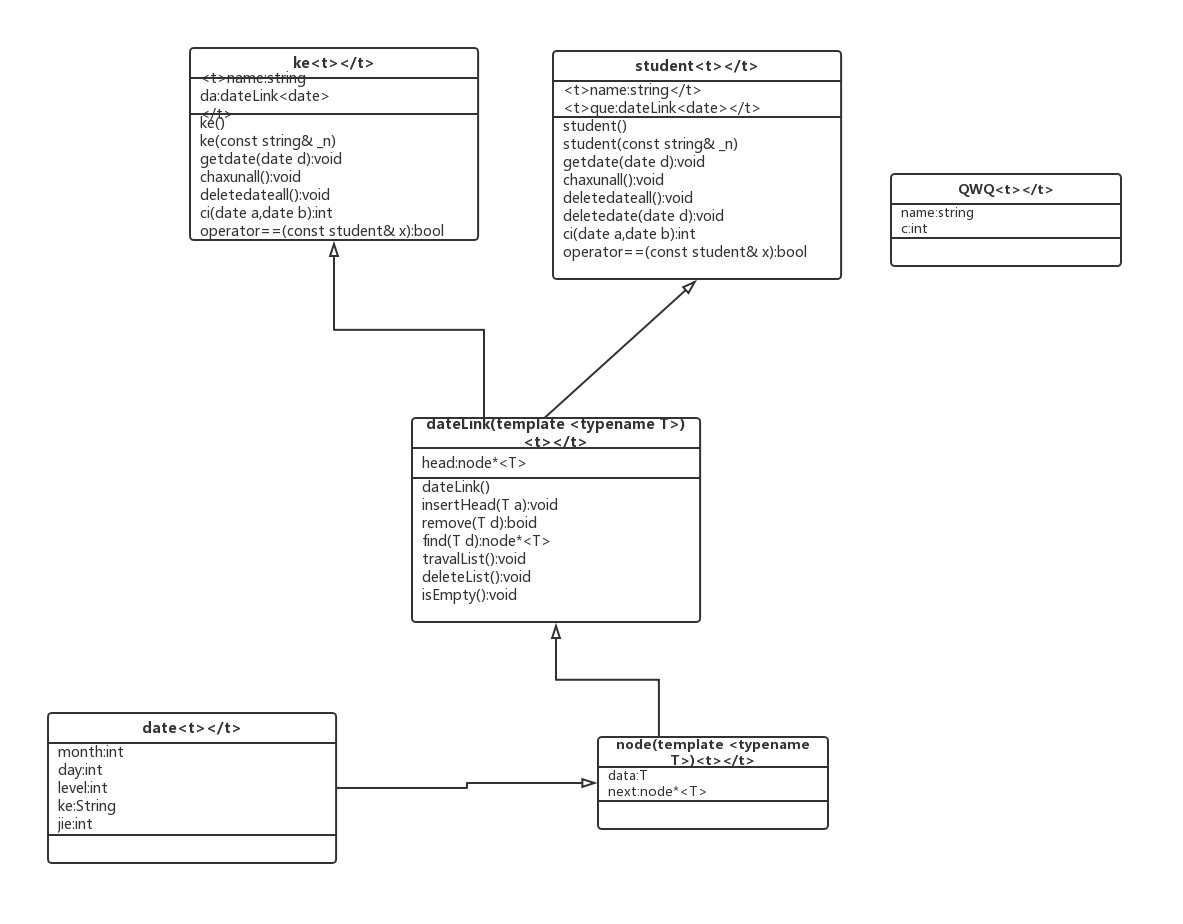 ke<t></t>
<t>name:string
da:dateLink<date>
</t>
ke()
ke(const string& _n)
getdate(date d):void
chaxunall():void
deletedateall():void
ci(date a,date b):int
operator==(const student& x):bool
student<t></t>
<t>name:string</t>
<t>que:dateLink<date></t>
student()
student(const string& _n)
getdate(date d):void
chaxunall():void
deletedateall():void
deletedate(date d):void
ci(date a,date b):int
operator==(const student& x):bool
QWQ<t></t>
name:string
c:int
dateLink(template <typename T>)
<t></t>
head:node*<T>
dateLink()
insertHead(T a):void
remove(T d):boid
find(T d):node*<T>
travalList():void
deleteList():void
isEmpty():void
date<t></t>
month:int
day:int
level:int
ke:String
jie:int
node(template <typename
T>)<t></t>
data:T
next:node*<T>